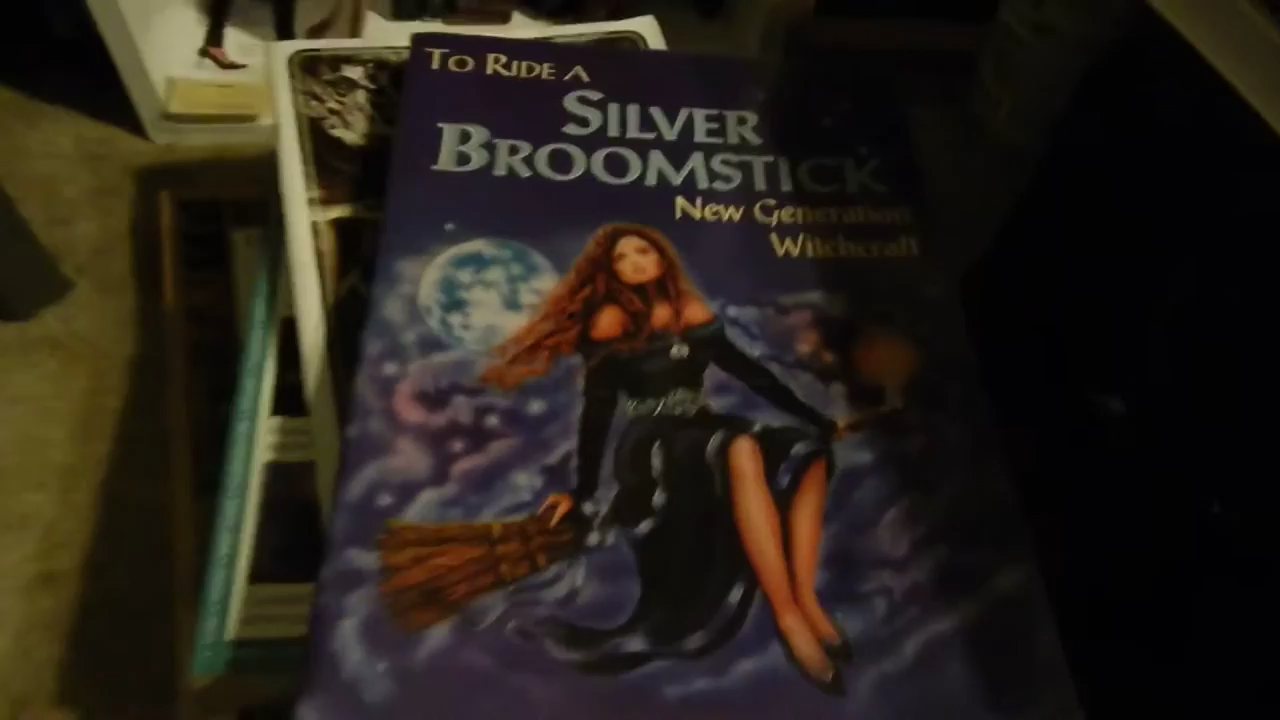 To Ride a
Silver
Broomstick
New Generation
Witchcraft